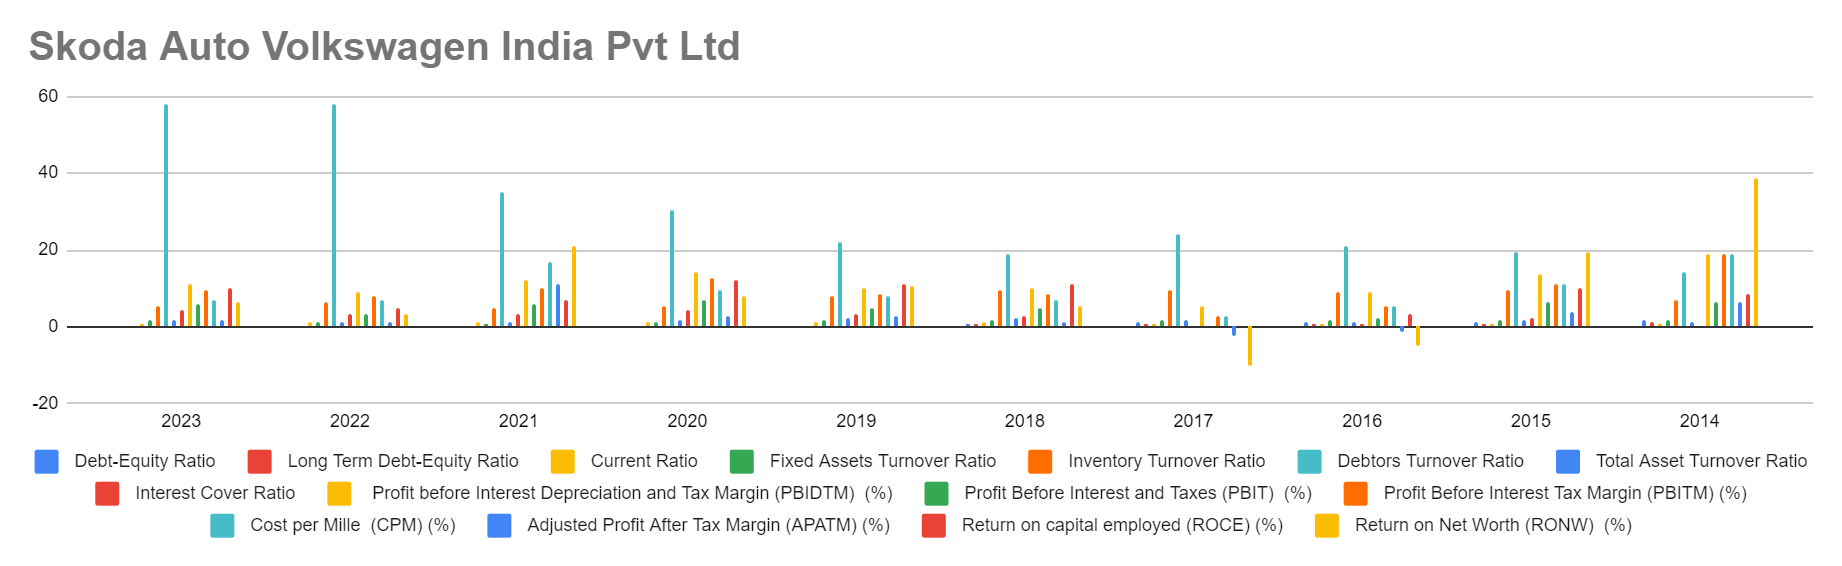 Skoda Auto Volkswagen India Pvt Ltd
60
40
20
0
-20
2023 2022 2021 2020 2019 2018 2017 2016 2015 2014
Debt-Equity Ratio Long Term Debt-Equity Ratio Current Ratio Fixed Assets Turnover Ratio Inventory Turnover Ratio Debtors Turnover Ratio Total Asset Turnover Ratio
Interest Cover Ratio Profit before Interest Depreciation and Tax Margin (PBIDTM) (%) Profit Before Interest and Taxes (PBIT) (%) Profit Before Interest Tax Margin (PBITM) (%)
Cost per Mille (CPM) (%) Adjusted Profit After Tax Margin (APATM) (%) Return on capital employed (ROCE) (%) Return on Net Worth (RONW) (%)